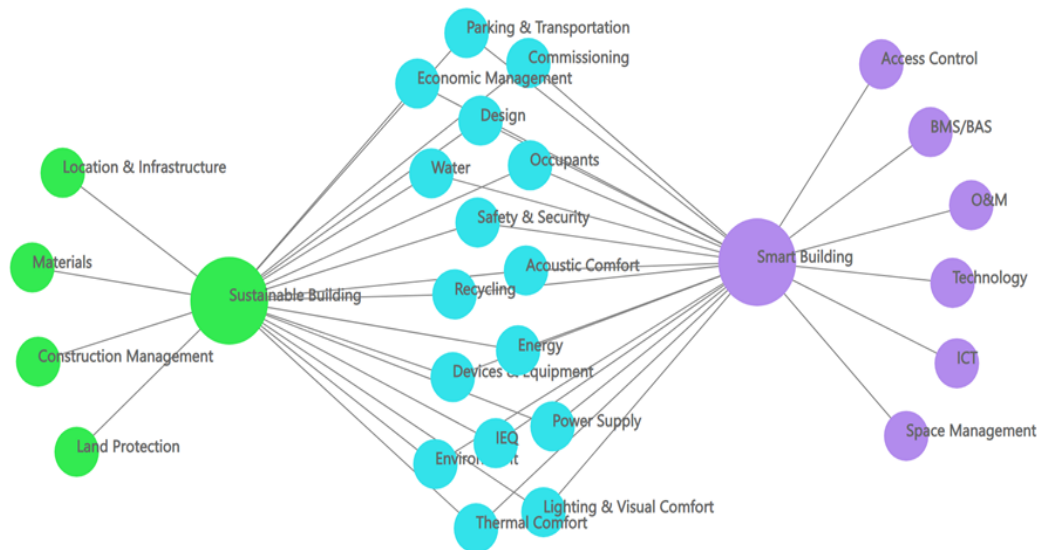 Parking & Transportation
Commissioning
Access Control
Economic Management
Design
BMS/BAS
Location & Infrastructure
Water
Occupants
O&M
Safety & Security
Materials
Acoustic Comfort
Smart Building
Sustainable Building
Recycling
Technology
Construction Management
Energy
ICT
Devices & Equipment
Power Supply
Space Management
Land Protection
IEQ
Environment
Lighting & Visual Comfort
Thermal Comfort